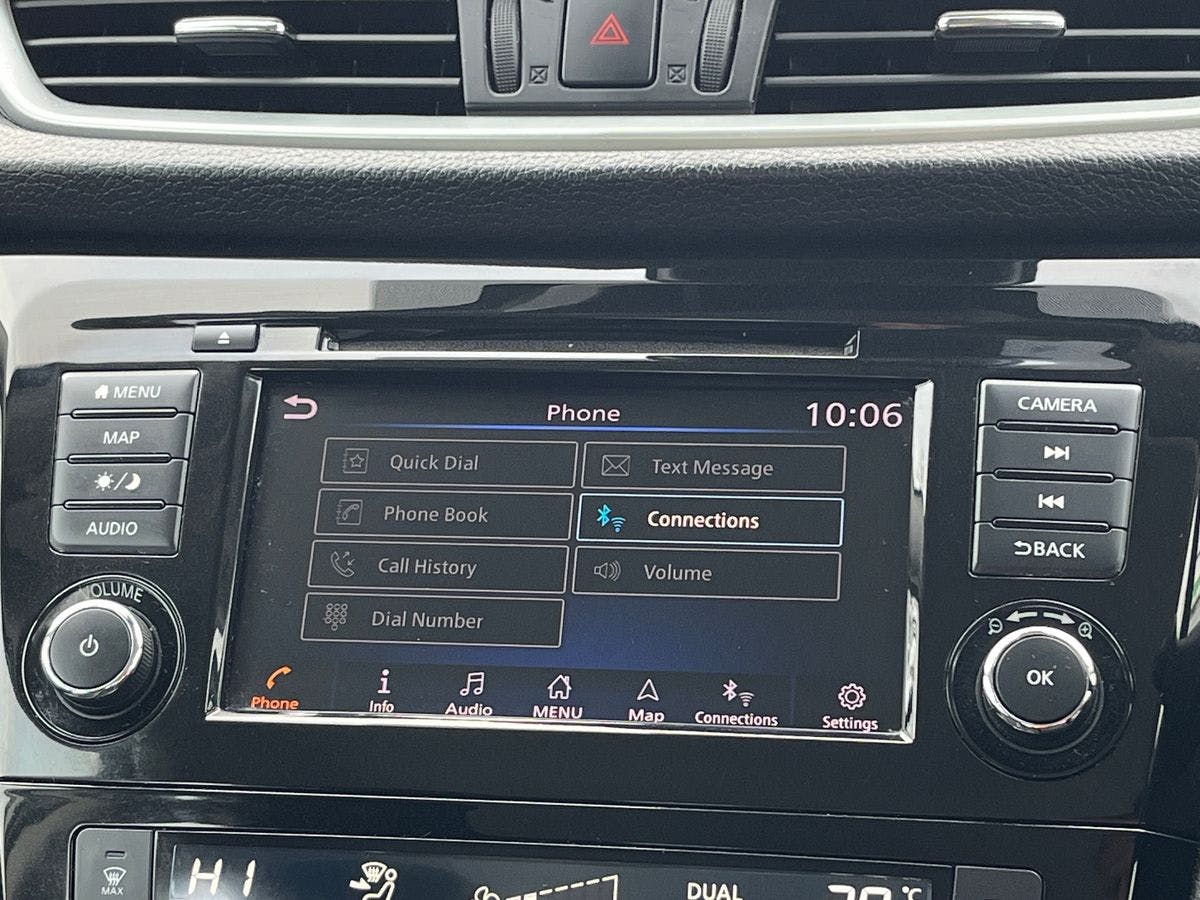 MENU
MAP
AUDIO
VOLUME
Phone
10:06
Quick Dial
Text Message
Phone Book
Connections
Call History
Volume
Dial Number
Phone
Info
Audio
MENU
Map
Connections
Settings
CAMERA
BACK
OK
MAX
HI
DUAL
°C